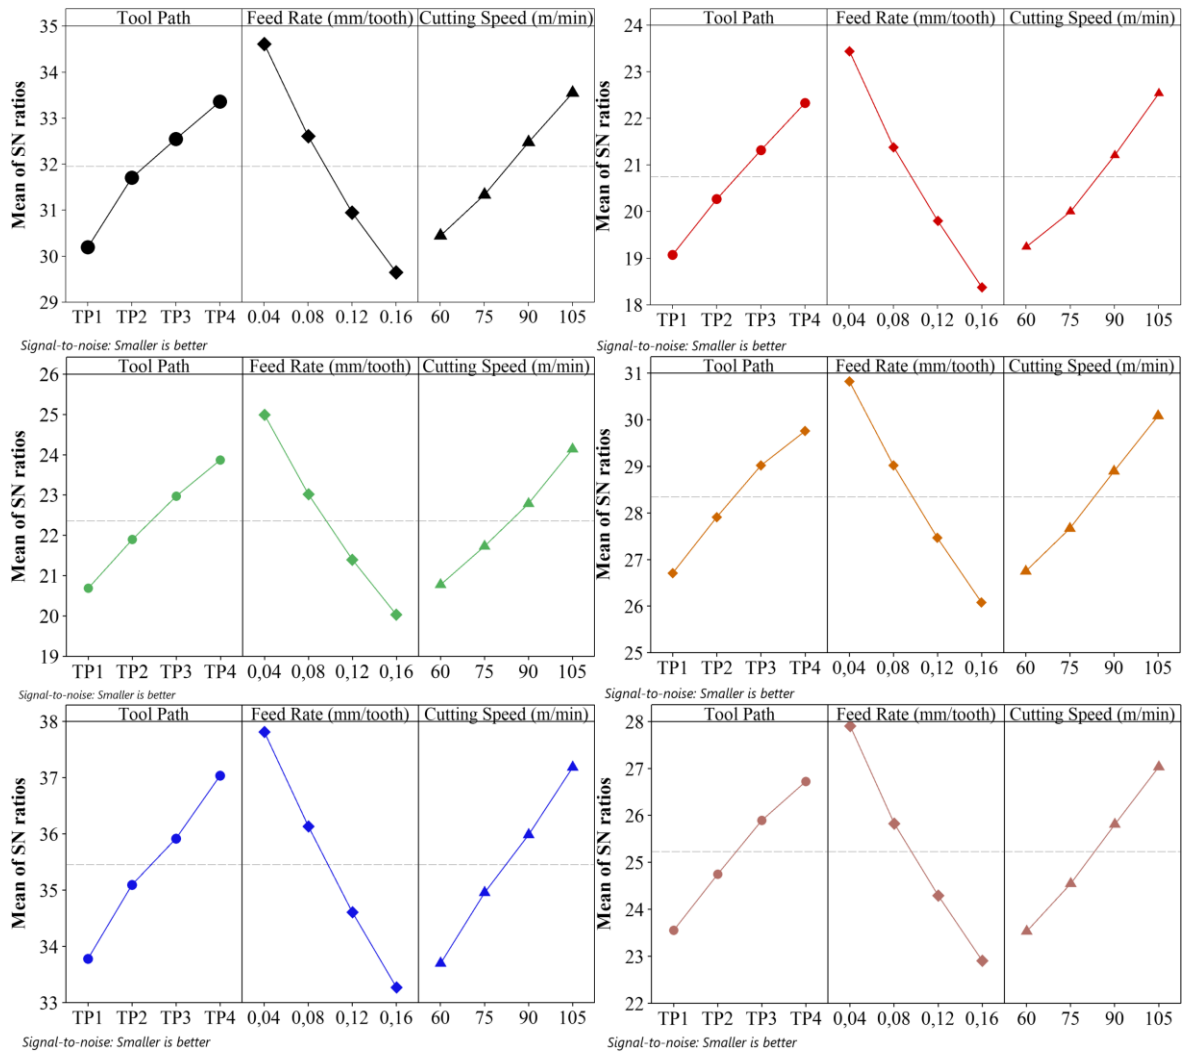 Tool Path Feed Rate (mm/tooth) Cutting Speed (m/min)
35
34
33
32
31
30
29
Mean of SN ratios
TP1 TP2 TP3 TP4 0.04 0.08 0.12 0.16 60 75 90 105
Signal-to-noise: Smaller is better
Tool Path Feed Rate (mm/tooth) Cutting Speed (m/min)
24
23
22
21
20
19
18
Mean of SN ratios
TP1 TP2 TP3 TP4 0,04 0,08 0,12 0,16 60 75 90 105
Signal-to-noise: Smaller is better
Tool Path Feed Rate (mm/tooth) Cutting Speed (m/min)
26
25
24
23
22
21
20
19
Mean of SN ratios
TP1 TP2 TP3 TP4 0,04 0,08 0,12 0,16 60 75 90 105
Signal-to-noise: Smaller is better
Tool Path Feed Rate (mm/tooth) Cutting Speed (m/min)
31
30
29
28
27
26
25
Mean of SN ratios
TP1 TP2 TP3 TP4 0,04 0,08 0,12 0,16 60 75 90 105
Signal-to-noise: Smaller is better
Tool Path Feed Rate (mm/tooth) Cutting Speed (m/min)
38
37
36
35
34
33
Mean of SN ratios
TP1 TP2 TP3 TP4 0,04 0,08 0,12 0,16 60 75 90 105
Signal-to-noise: Smaller is better
Tool Path Feed Rate (mm/tooth) Cutting Speed (m/min)
28
27
26
25
24
23
22
Mean of SN ratios
TP1 TP2 TP3 TP4 0,04 0,08 0,12 0,16 60 75 90 105
Signal-to-noise: Smaller is better